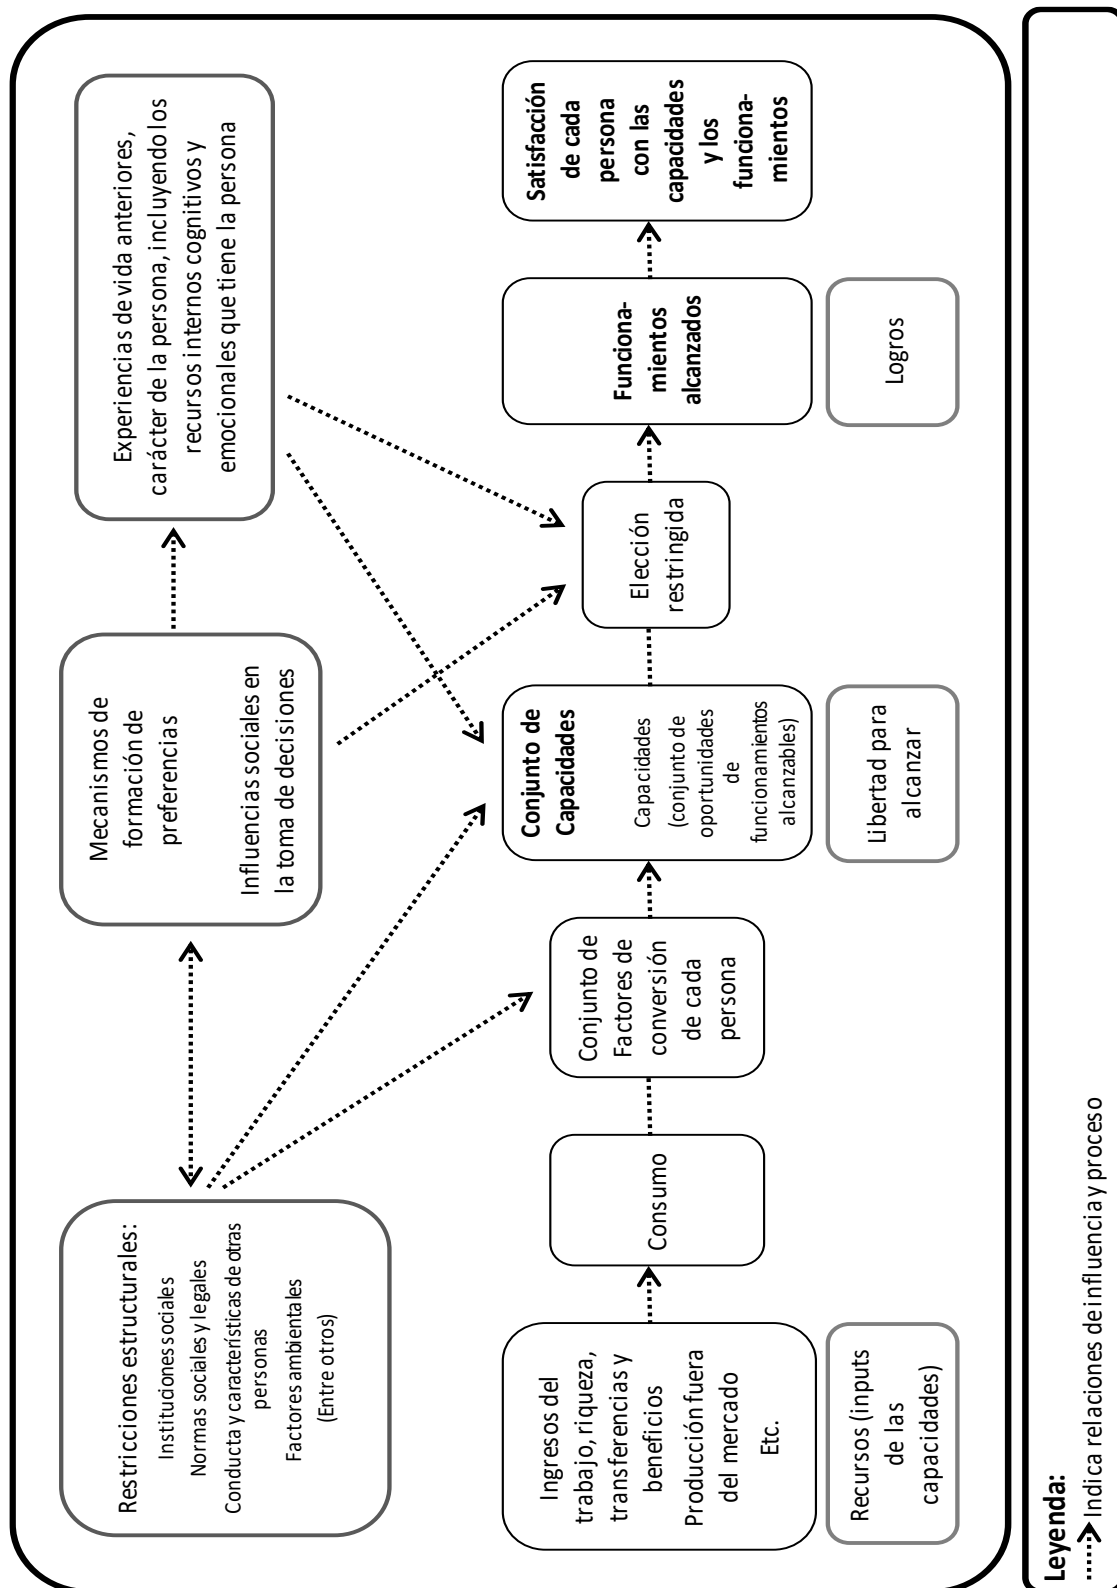 Restricciones estructurales:
Instituciones sociales
Normas sociales y legales
Conducta y características de otras
personas
Factores ambientales
(Entre otros)
Mecanismos de
formación de
preferencias
Influencias sociales en
la toma de decisiones
Experiencias de vida anteriores,
carácter de la persona, incluyendo los
recursos internos cognitivos y
emocionales que tiene la persona
Ingresos del
trabajo, riqueza,
transferencias y
beneficios
Producción fuera
del mercado
Etc.
Consumo
Conjunto de
Factores de
conversión
de cada
persona
Conjunto de
Capacidades
Capacidades
(conjunto de
oportunidades
de
funcionamientos
alcanzables)
Elección
restringida
Funciona-
mientos
alcanzados
Satisfacción
de cada
persona
con las
capacidades
y los
funciona-
mientos
Recursos (inputs
de las
capacidades)
Libertad para
alcanzar
Logros
Leyenda:
Indica relaciones de influencia y proceso